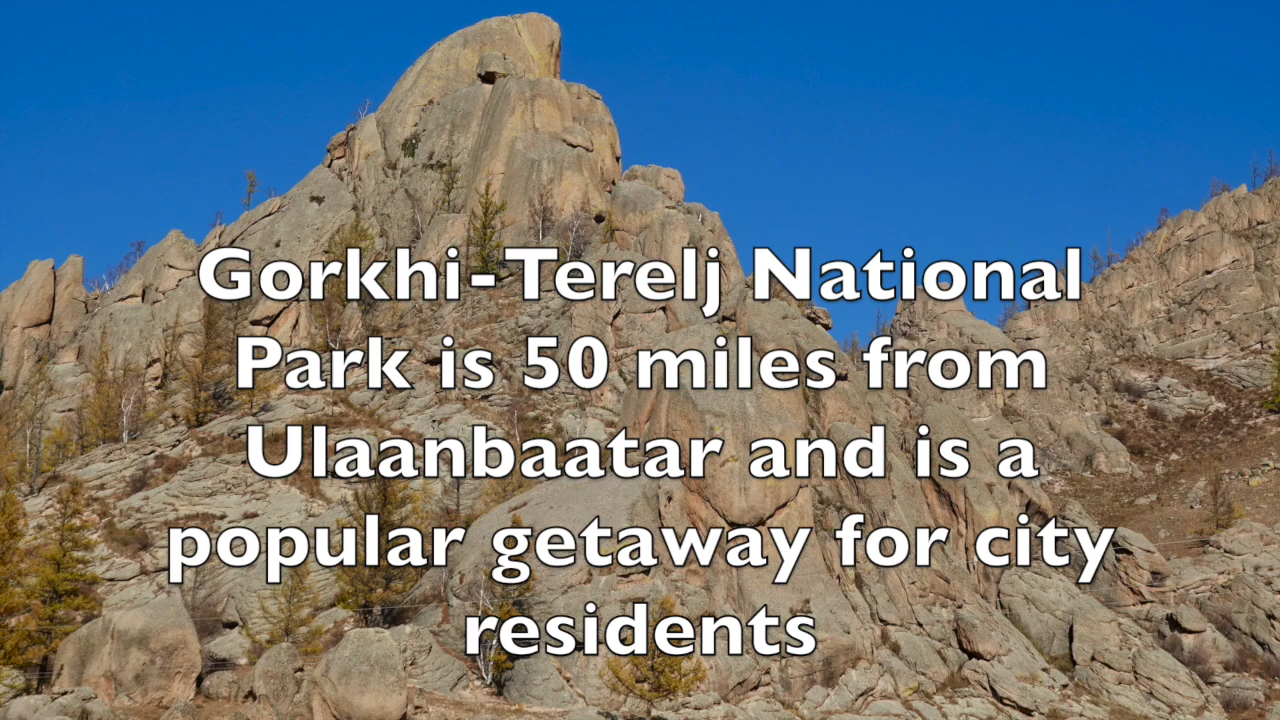 Gorkhi-Terelj National
Park is 50 miles from
Ulaanbaatar and is a
popular getaway for city
residents